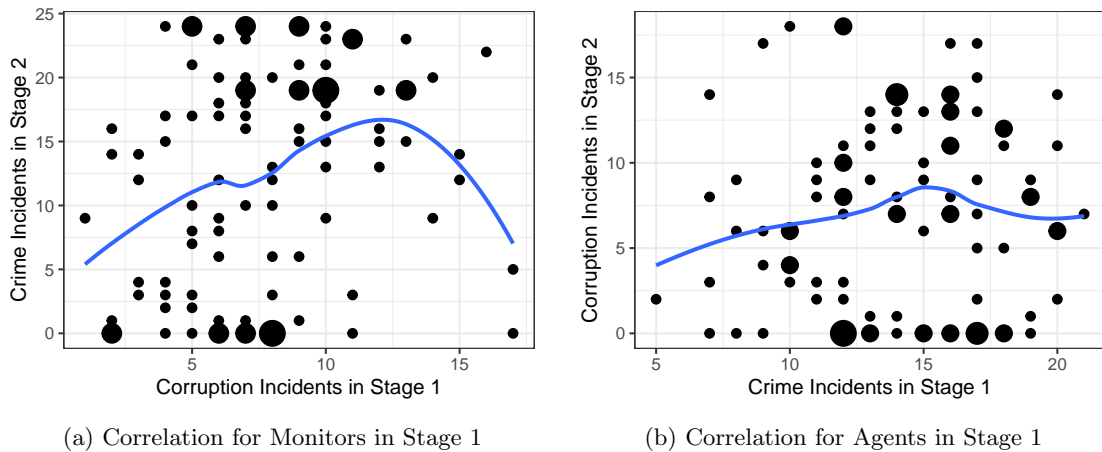 25
20
15
10
5
0
Crime Incidents in Stage 2
5 10 15
Corruption Incidents in Stage 1
(a) Correlation for Monitors in Stage 1
15
10
5
0
Corruption Incidents in Stage 2
5 10 15 20
Crime Incidents in Stage 1
(b) Correlation for Agents in Stage 1